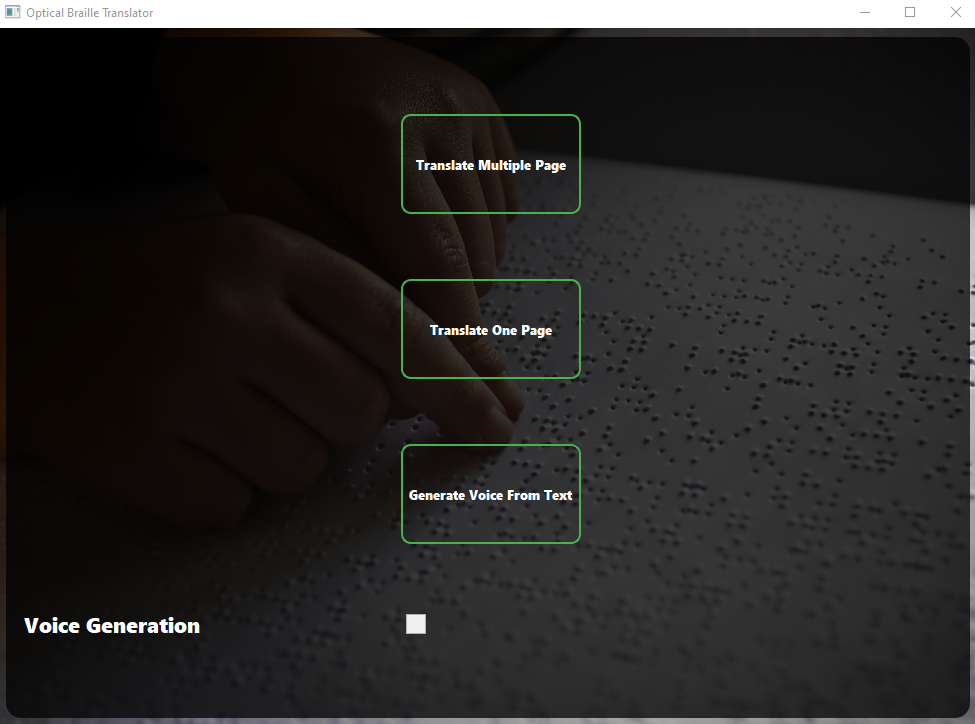 Optical Braille Translator
Translate Multiple Page
Translate One Page
Generate Voice From Text
Voice Generation